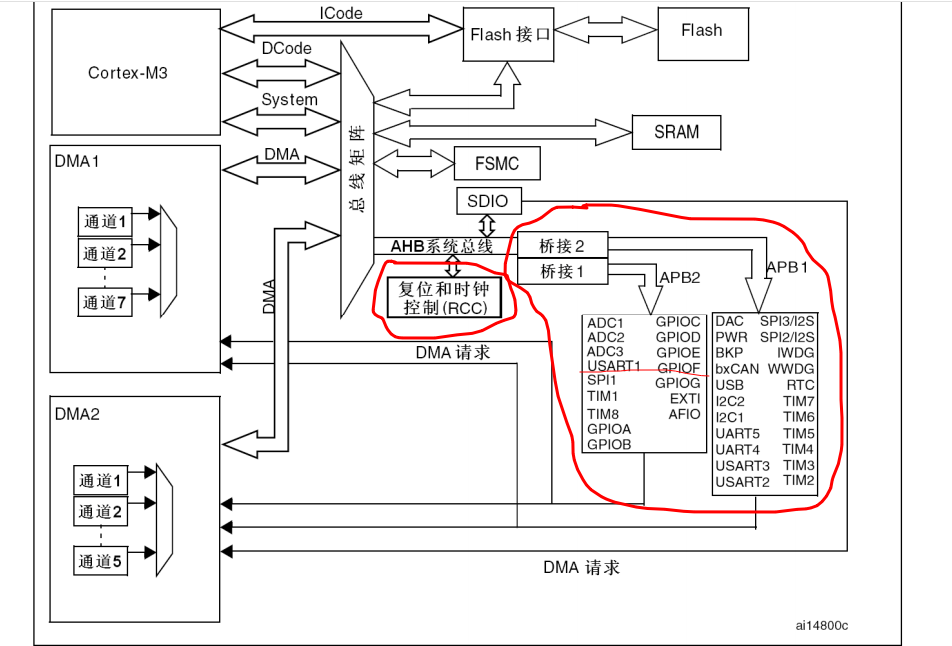 ICode
Cortex-M3
DCode
System
Flash 接口
Flash
DMA1
DMA
总线矩阵
SRAM
FSMC
SDIO
通道1
通道2
通道7
AHB系统总线
桥接2
桥接1
APB2
APB1
复位和时钟
控制(RCC)
DMA
DMA 请求
ADC1 GPIOC
ADC2 GPIOD
ADC3 GPIOE
USART1 GPIOF
SPI1 GPIOG
TIM1 EXTI
TIM8 AFIO
GPIOA
GPIOB
DAC SPI3/I2S
PWR SPI2/I2S
BKP IWDG
bxCAN WWDG
USB RTC
I2C2 TIM7
I2C1 TIM6
UART5 TIM5
UART4 TIM4
USART3 TIM3
USART2 TIM2
DMA2
通道1
通道2
通道5
DMA 请求
ai14800c